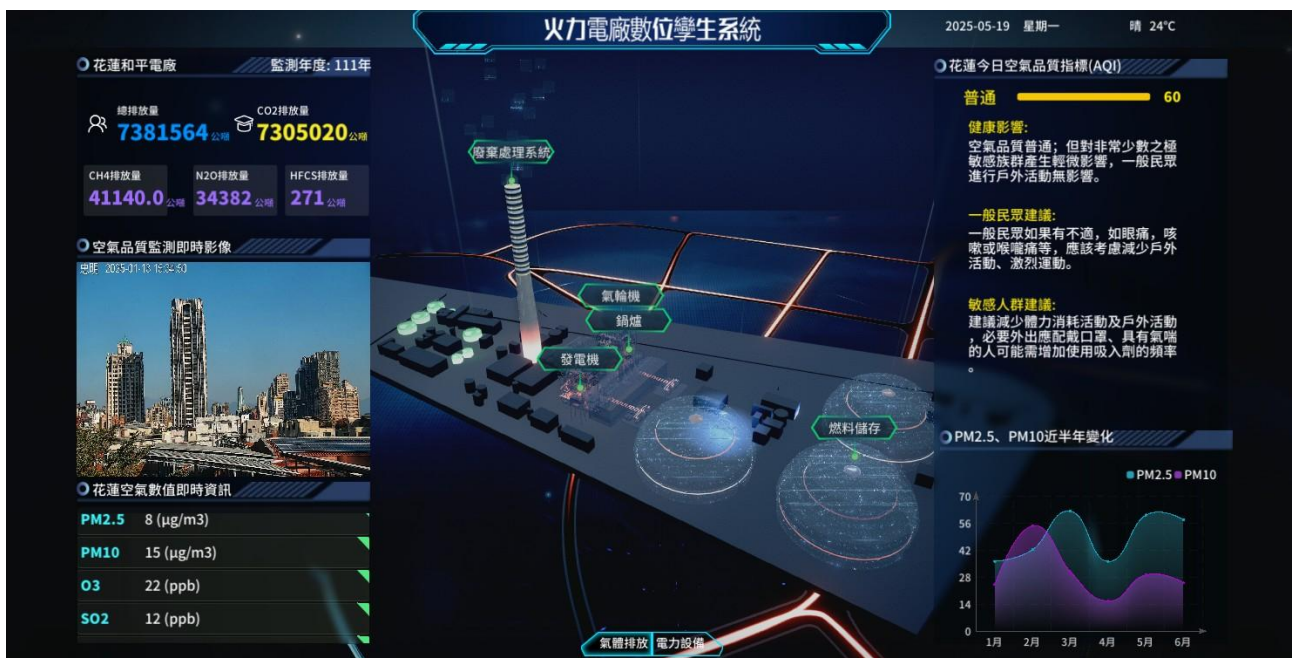 火力電廠數位孿生系統
2025-05-19 星期一 晴 24℃
花蓮和平電廠 監測年度: 111年
總排放量
7381564 公噸
CO2排放量
7305020 公噸
CH4排放量
41140.0 公噸
N2O排放量
34382 公噸
HFCS排放量
271 公噸
空氣品質監測即時影像
2025-01-13
花蓮空氣數值即時資訊
PM2.5 8 (μg/m3)
PM10 15 (μg/m3)
O3 22 (ppb)
SO2 12 (ppb)
廢棄處理系統
氣輪機
鍋爐
發電機
燃料儲存
氣體排放 電力設備
花蓮今日空氣品質指標(AQI)
普通 60
健康影響:
空氣品質普通；但對非常少數之極
敏感族群產生輕微影響，一般民眾
進行戶外活動無影響。
一般民眾建議:
一般民眾如果有不適，如眼痛，咳
嗽或喉嚨痛等，應該考慮減少戶外
活動、激烈運動。
敏感人群建議:
建議減少體力消耗活動及戶外活動
，必要外出應配戴口罩、具有氣喘
的人可能需增加使用吸入劑的頻率
。
PM2.5、PM10近半年變化
PM2.5 PM10
70
56
42
28
14
0
1月 2月 3月 4月 5月 6月